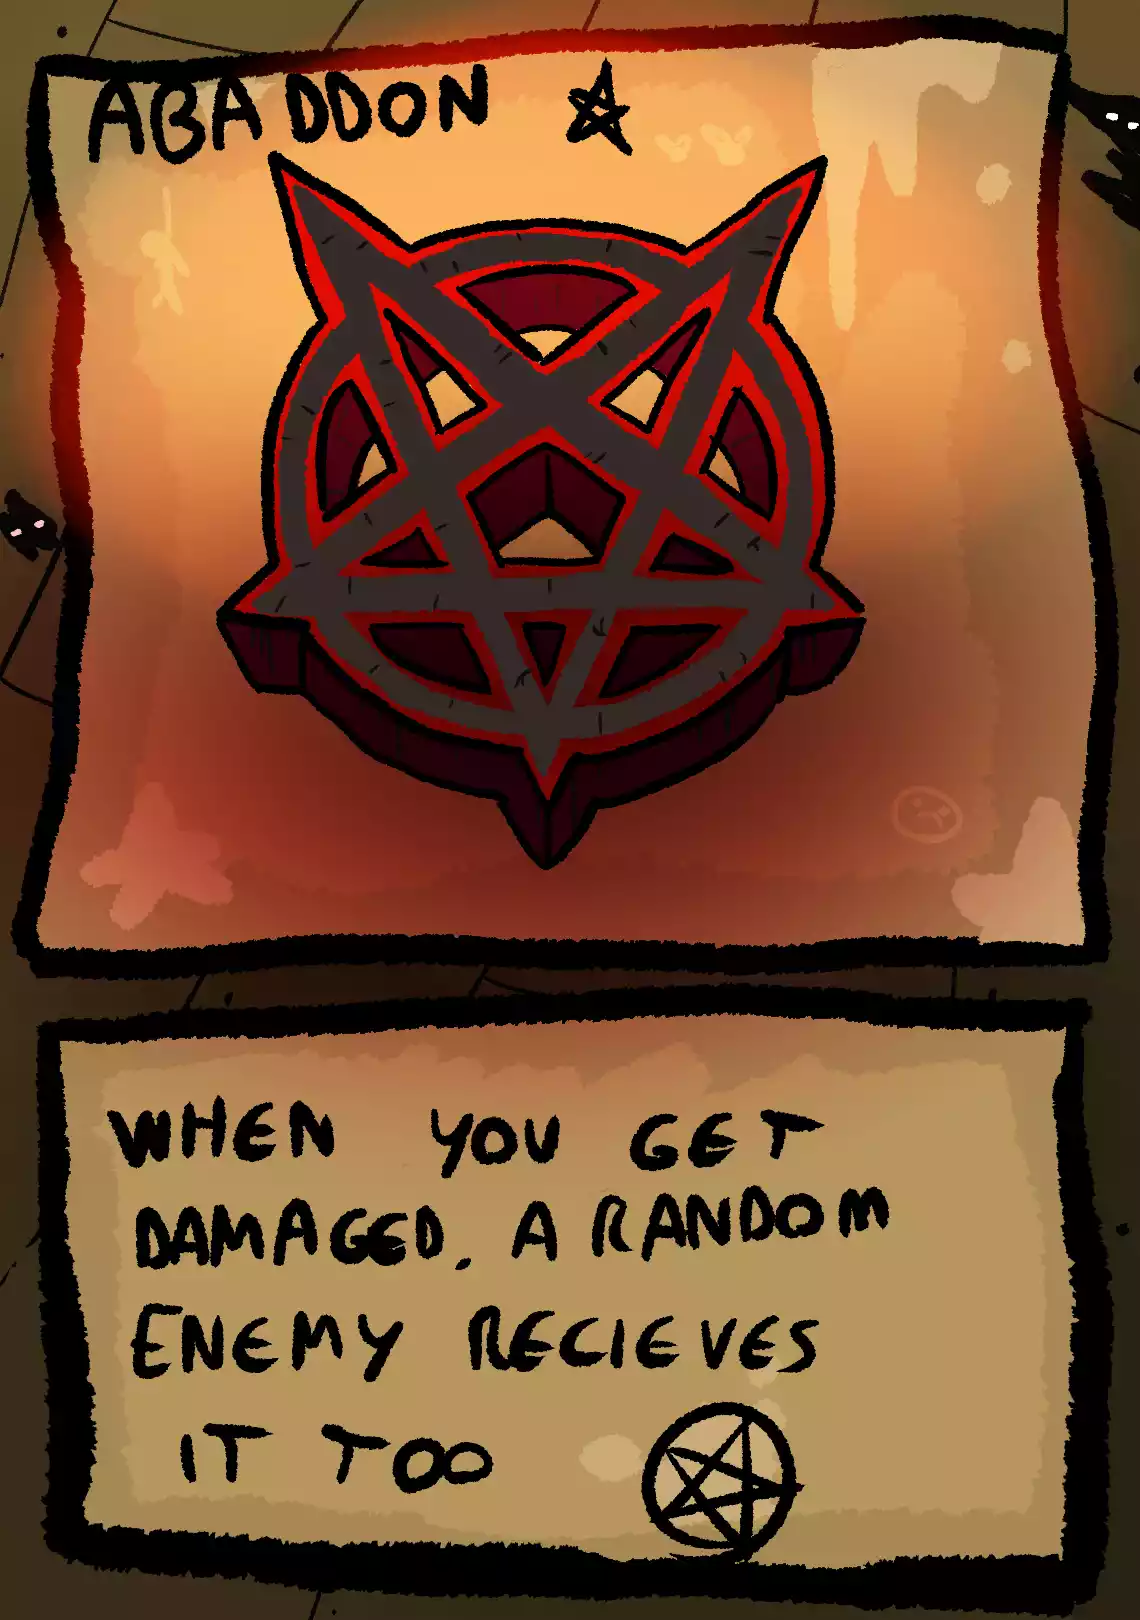 ABADDON
WHEN YOU GET
DAMAGED. A RANDOM
ENEMY RECIEVES
IT TOO